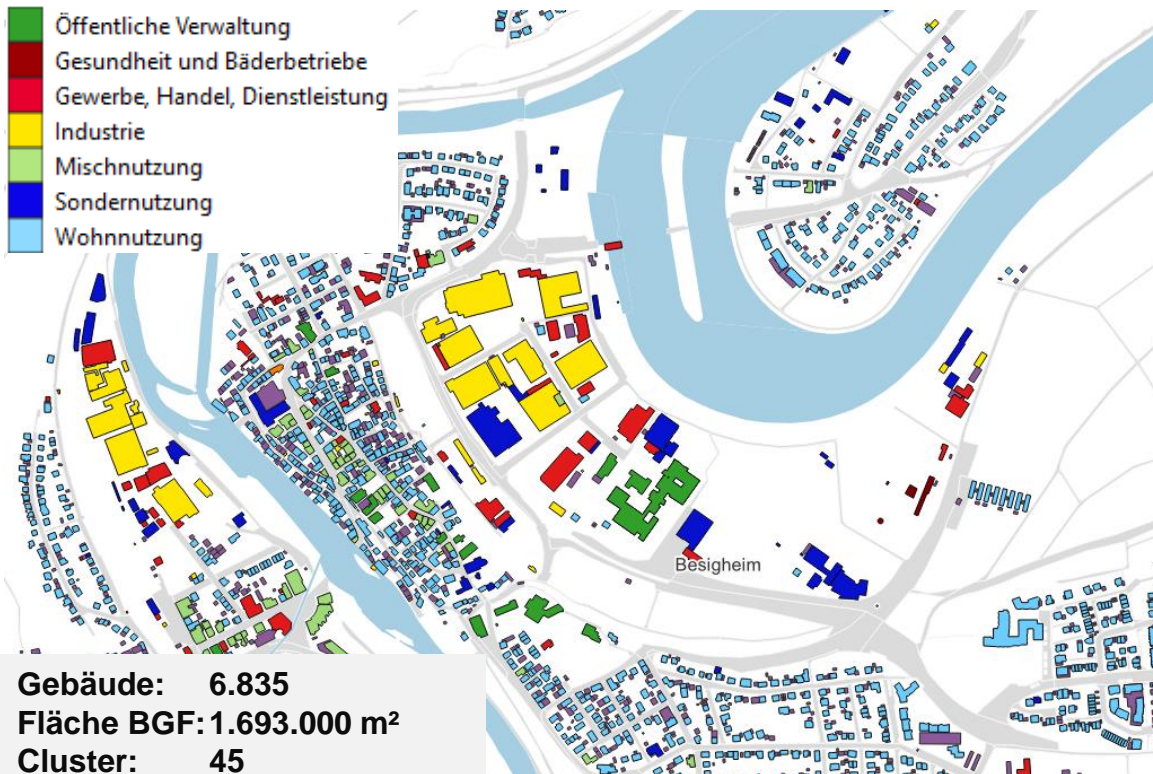 Öffentliche Verwaltung
Gesundheit und Bäderbetriebe
Gewerbe, Handel, Dienstleistung
Industrie
Mischnutzung
Sondernutzung
Wohnnutzung
Besigheim
Gebäude: 6.835
Fläche BGF: 1.693.000 m²
Cluster: 45